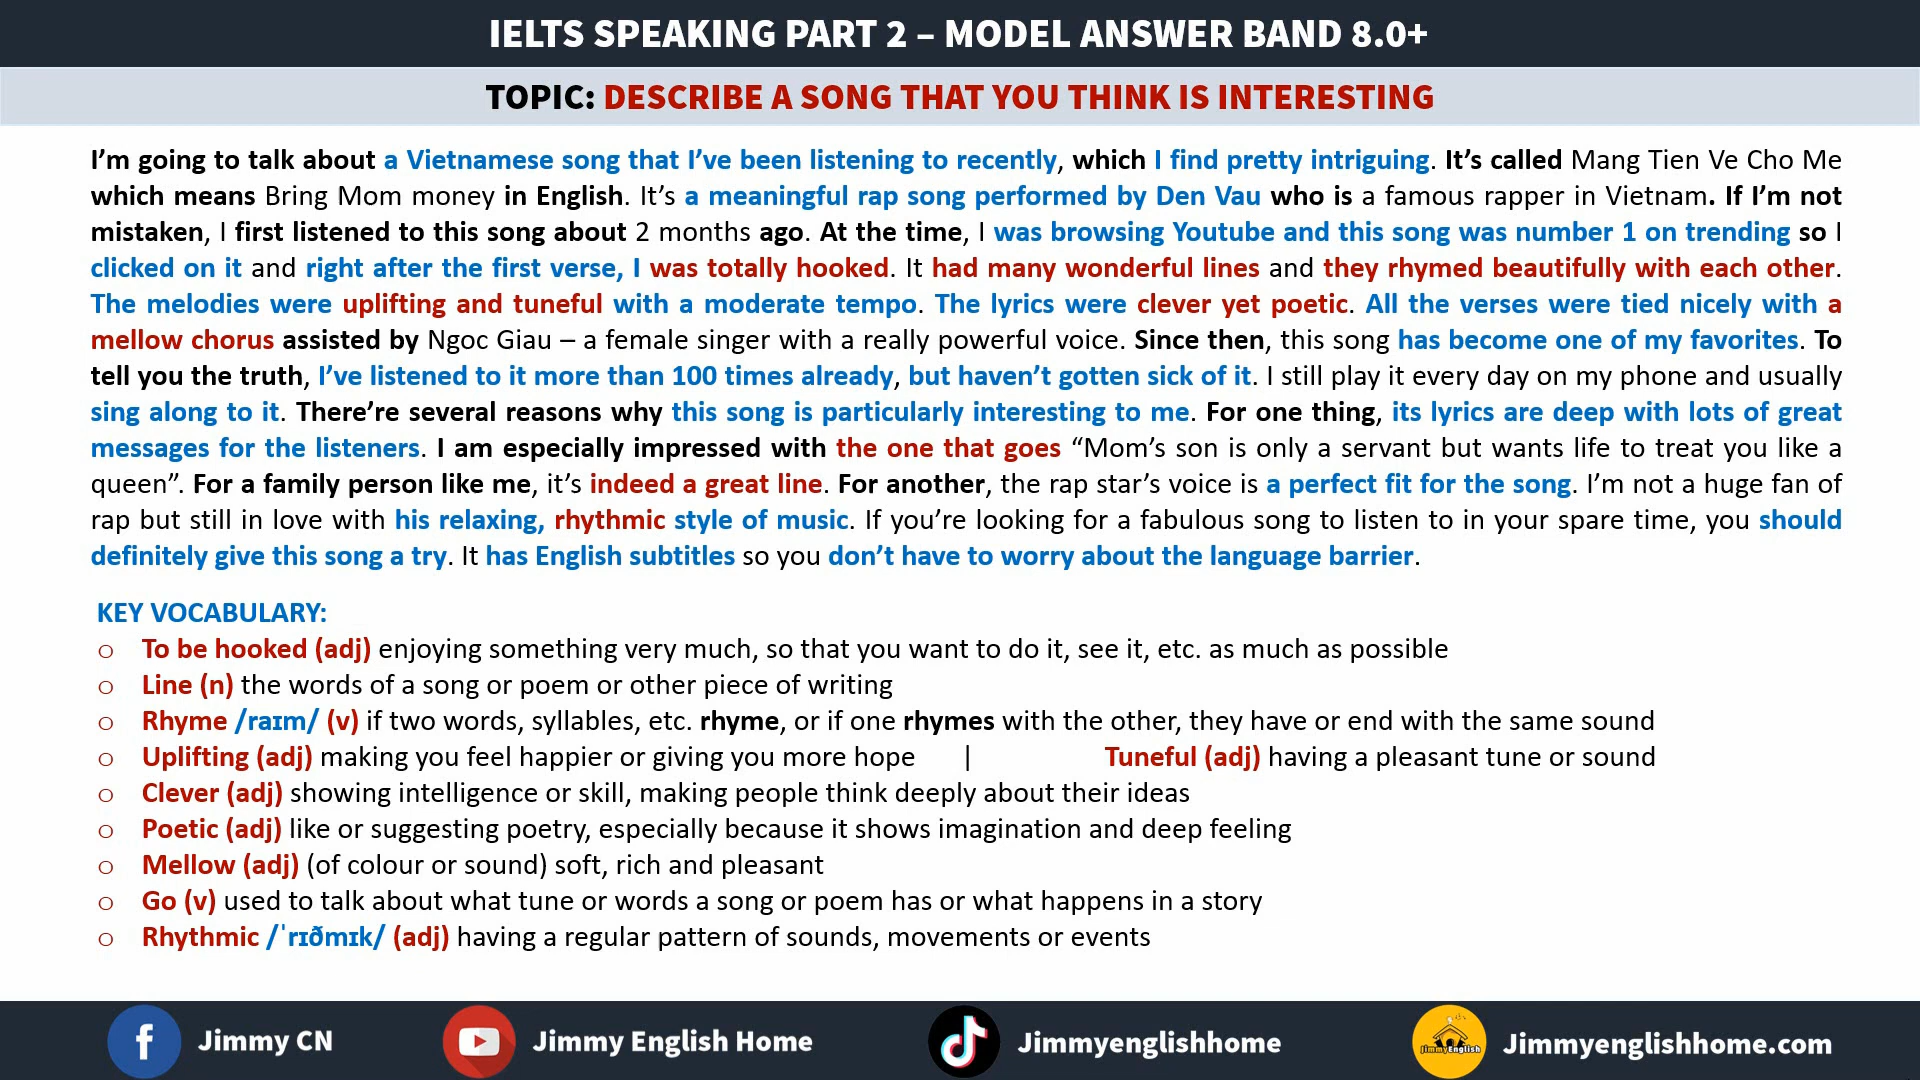 IELTS SPEAKING PART 2 – MODEL ANSWER BAND 8.0+
TOPIC: DESCRIBE A SONG THAT YOU THINK IS INTERESTING
I’m going to talk about a Vietnamese song that I’ve been listening to recently, which I find pretty intriguing. It’s called Mang Tien Ve Cho Me
which means Bring Mom money in English. It’s a meaningful rap song performed by Den Vau who is a famous rapper in Vietnam. If I’m not
mistaken, I first listened to this song about 2 months ago. At the time, I was browsing Youtube and this song was number 1 on trending so I
clicked on it and right after the first verse, I was totally hooked. It had many wonderful lines and they rhymed beautifully with each other.
The melodies were uplifting and tuneful with a moderate tempo. The lyrics were clever yet poetic. All the verses were tied nicely with a
mellow chorus assisted by Ngoc Giau – a female singer with a really powerful voice. Since then, this song has become one of my favorites. To
tell you the truth, I’ve listened to it more than 100 times already, but haven’t gotten sick of it. I still play it every day on my phone and usually
sing along to it. There’re several reasons why this song is particularly interesting to me. For one thing, its lyrics are deep with lots of great
messages for the listeners. I am especially impressed with the one that goes “Mom’s son is only a servant but wants life to treat you like a
queen”. For a family person like me, it’s indeed a great line. For another, the rap star’s voice is a perfect fit for the song. I’m not a huge fan of
rap but still in love with his relaxing, rhythmic style of music. If you’re looking for a fabulous song to listen to in your spare time, you should
definitely give this song a try. It has English subtitles so you don’t have to worry about the language barrier.
KEY VOCABULARY:
o To be hooked (adj) enjoying something very much, so that you want to do it, see it, etc. as much as possible
o Line (n) the words of a song or poem or other piece of writing
o Rhyme /raɪm/ (v) if two words, syllables, etc. rhyme, or if one rhymes with the other, they have or end with the same sound
o Uplifting (adj) making you feel happier or giving you more hope | Tuneful (adj) having a pleasant tune or sound
o Clever (adj) showing intelligence or skill, making people think deeply about their ideas
o Poetic (adj) like or suggesting poetry, especially because it shows imagination and deep feeling
o Mellow (adj) (of colour or sound) soft, rich and pleasant
o Go (v) used to talk about what tune or words a song or poem has or what happens in a story
o Rhythmic /ˈrɪðmɪk/ (adj) having a regular pattern of sounds, movements or events
Jimmy CN
Jimmy English Home
Jimmyenglishhome
JimmyEnglish
Jimmyenglishhome.com